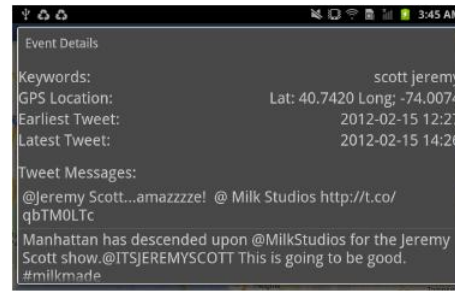 3:45 AM
Event Details
Keywords: scott jeremy
GPS Location: Lat: 40.7420 Long; -74.0074
Earliest Tweet: 2012-02-15 12:27
Latest Tweet: 2012-02-15 14:26
Tweet Messages:
@Jeremy Scott...amazzzze! @ Milk Studios http://t.co/
qbTM0LTc
Manhattan has descended upon @MilkStudios for the Jeremy
Scott show.@ITSJEREMYSCOTT This is going to be good.
#milkmade